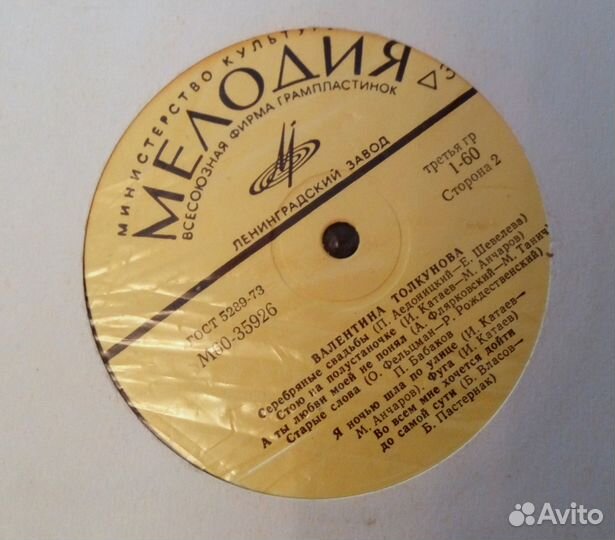 МИНИСТЕРСТВО КУЛЬТУР
МЕЛОДИЯ
ВСЕСОЮЗНАЯ ФИРМА ГРАМПЛАСТИНОК
ЛЕНИНГРАДСКИЙ ЗАВОД
третья гр
1-60
Сторона 2
ГОСТ 5289-73
М60-35926
ВАЛЕНТИНА ТОЛКУНОВА
Серебряные свадьбы (П. Аедоницкий—Е. Шевелева)
Стою на полустаночке (И. Катаев—М. Анчаров)
А ты любви моей не понял (А. Флярковский—М. Танич)
Старые слова (О. Фельцман—Р. Рождественский)
П. Бабаков
Я ночью шла по улице (И. Катаев—
М. Анчаров), Фуга (И. Катаев)
Во всем мне хочется дойти
до самой сути (Б. Власов—
Б. Пастернак)
Avito